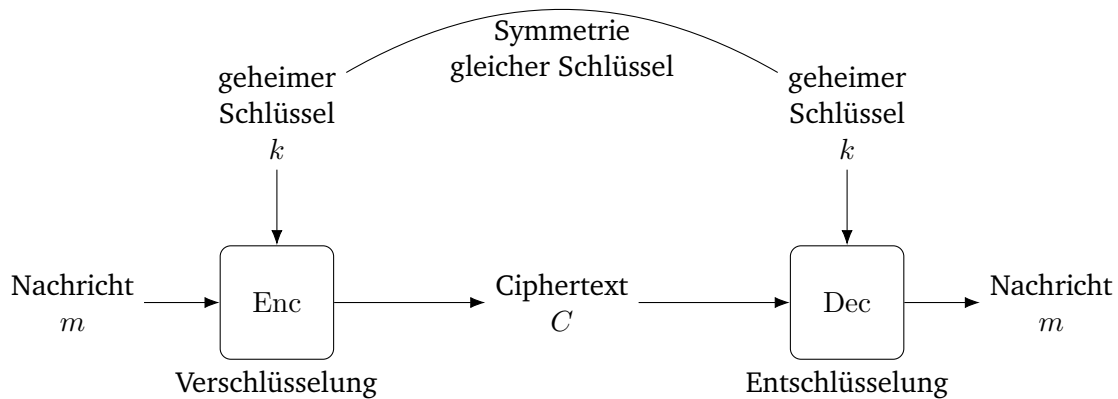 Symmetrie
gleicher Schlüssel
geheimer
Schlüssel
k
geheimer
Schlüssel
k
Nachricht
m
Enc
Verschlüsselung
Ciphertext
C
Dec
Entschlüsselung
Nachricht
m